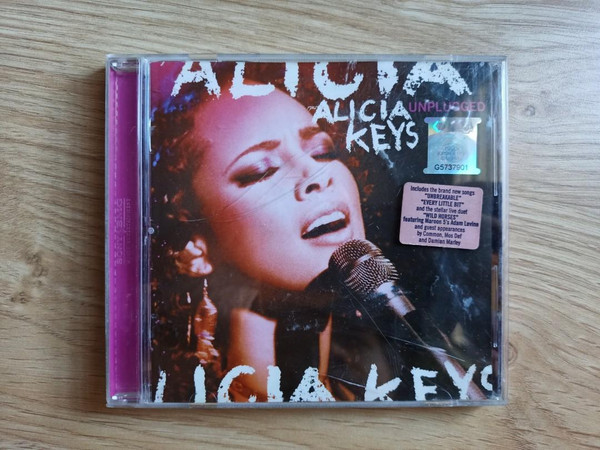 ALICIA
ALICIA UNPLUGGED
KEYS
G5737901
Includes the brand new songs
"UNBREAKABLE"
"EVERY LITTLE BIT"
and the stellar live duet
"WILD HORSES"
featuring Maroon 5's Adam Levine
and guest appearances
by Common, Mos Def
and Damien Marley
LICIA KEYS